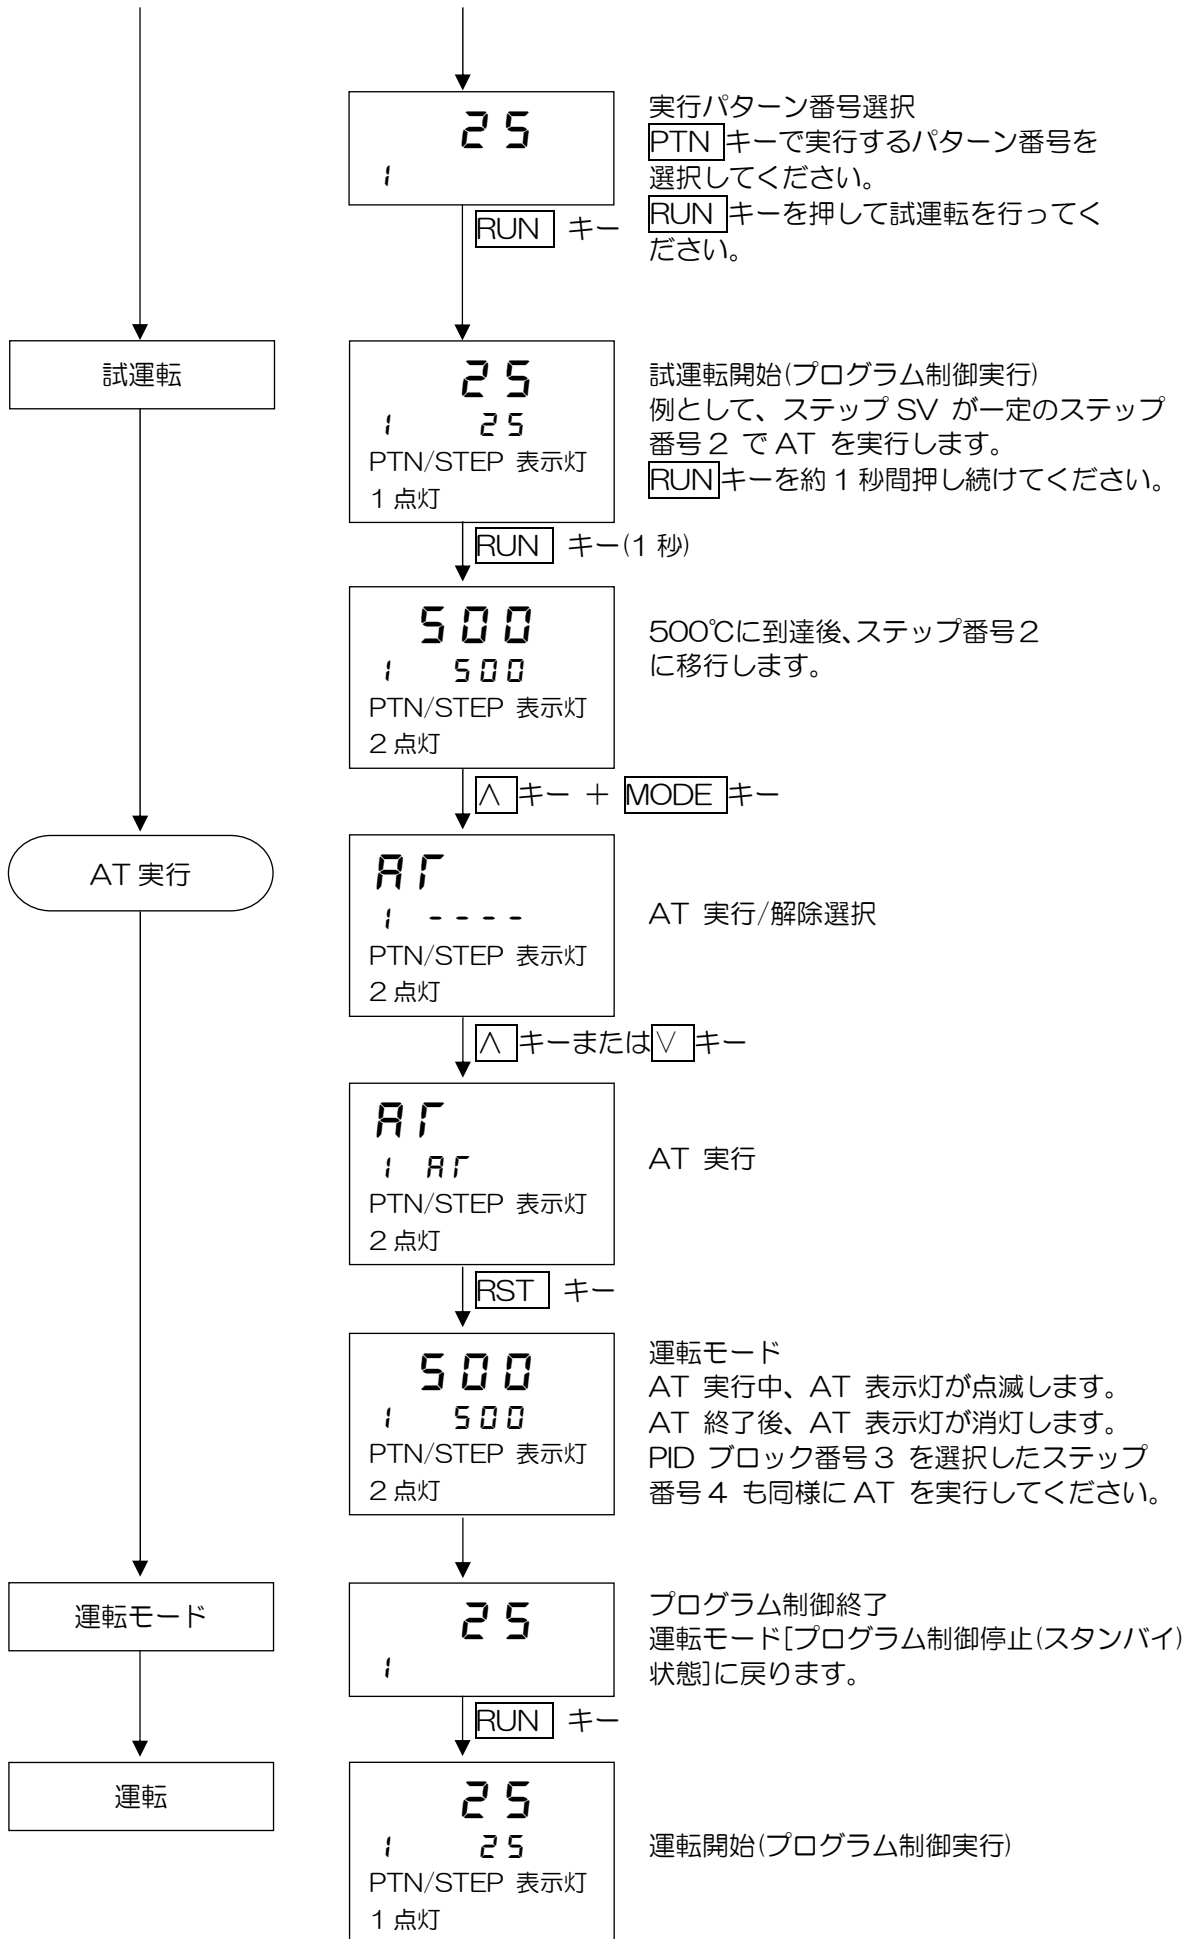 25
1
実行パターン番号選択
PTN キーで実行するパターン番号を
選択してください。
RUN キーを押して試運転を行ってく
ださい。
RUN キー
試運転
25
1 25
PTN/STEP 表示灯
1 点灯
試運転開始(プログラム制御実行)
例として、ステップ SV が一定のステップ
番号2 で AT を実行します。
RUN キーを約1秒間押し続けてください。
RUN キー(1 秒)
500
1 500
PTN/STEP 表示灯
2 点灯
500℃に到達後、ステップ番号2
に移行します。
∧ キー + MODE キー
AT 実行
AT
1 ----
PTN/STEP 表示灯
2 点灯
AT 実行/解除選択
∧ キーまたは ∨ キー
AT
1 AT
PTN/STEP 表示灯
2 点灯
AT 実行
RST キー
500
1 500
PTN/STEP 表示灯
2 点灯
運転モード
AT 実行中、AT 表示灯が点滅します。
AT 終了後、AT 表示灯が消灯します。
PID ブロック番号3 を選択したステップ
番号4 も同様に AT を実行してください。
運転モード
25
1
プログラム制御終了
運転モード[プログラム制御停止(スタンバイ)
状態]に戻ります。
RUN キー
運転
25
1 25
PTN/STEP 表示灯
1 点灯
運転開始(プログラム制御実行)